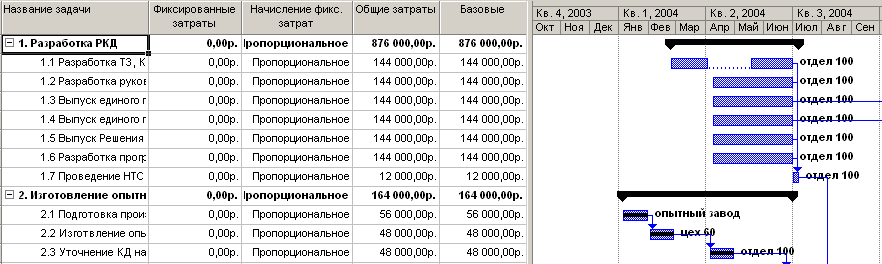 Название задачи Фиксированные затраты Начисление фикс. затрат Общие затраты Базовые Кв. 4, 2003 Кв. 1, 2004 Кв. 2, 2004 Кв. 3, 2004
Окт Ноя Дек Янв Фев Мар Апр Май Июн Июл Авг Сен
1. Разработка РКД 0,00р. Іропорциональное 876 000,00р. 876 000,00р.
1.1 Разработка ТЗ, К 0,00р. Пропорциональное 144 000,00р. 144 000,00р. отдел 100
1.2 Разработка руков 0,00р. Пропорциональное 144 000,00р. 144 000,00р. отдел 100
1.3 Выпуск единого г 0,00р. Пропорциональное 144 000,00р. 144 000,00р. отдел 100
1.4 Выпуск единого г 0,00р. Пропорциональное 144 000,00р. 144 000,00р. отдел 100
1.5 Выпуск Решения 0,00р. Пропорциональное 144 000,00р. 144 000,00р. отдел 100
1.6 Разработка прогр 0,00р. Пропорциональное 144 000,00р. 144 000,00р. отдел 100
1.7 Проведение НТС 0,00р. Пропорциональное 12 000,00р. 12 000,00р. отдел 100
2. Изготовление опытн 0,00р. Іропорциональное 164 000,00р. 164 000,00р.
2.1 Подготовка прои 0,00р. Пропорциональное 56 000,00р. 56 000,00р. опытный завод
2.2 Изготвление опы 0,00р. Пропорциональное 48 000,00р. 48 000,00р. цех 60
2.3 Уточнение КД на 0,00р. Пропорциональное 48 000,00р. 48 000,00р. отдел 100